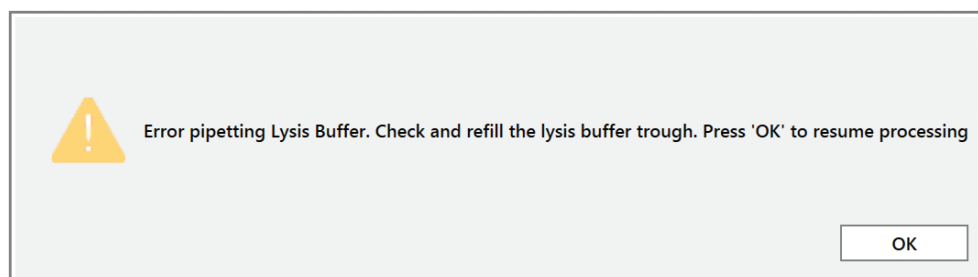 Error pipetting Lysis Buffer. Check and refill the lysis buffer trough. Press 'OK' to resume processing
OK